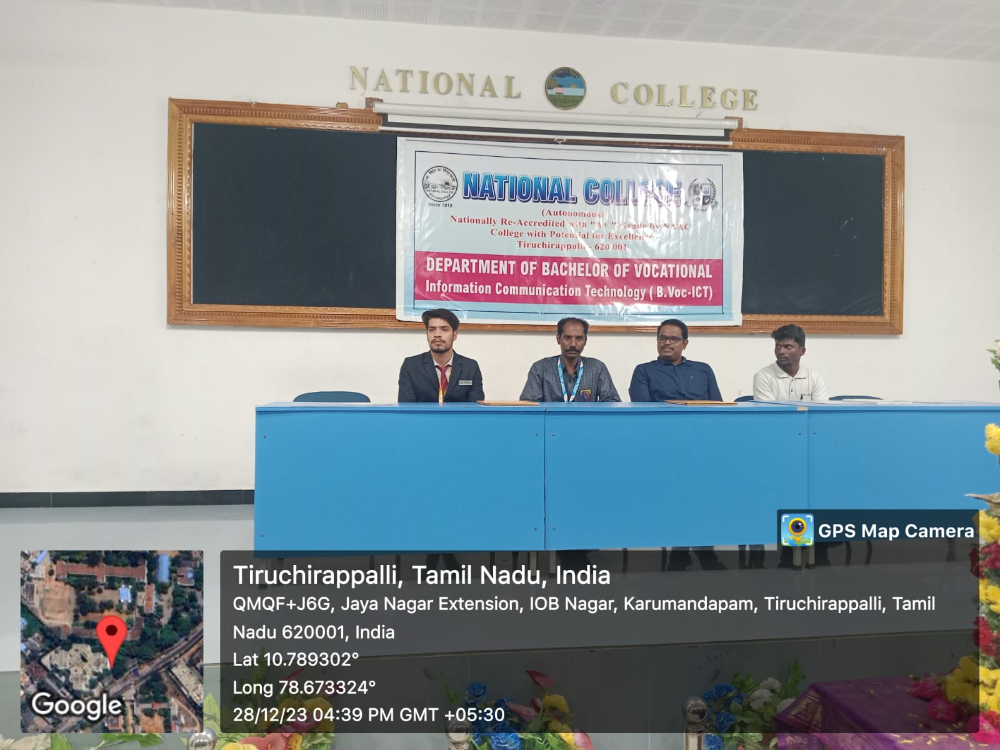 NATIONAL COLLEGE
NATIONAL COLLEGE
Since 1919
(Autonomous)
Nationally Re-Accredited with "A+" Grade by NAAC
College with Potential for Excellence
Tiruchirappalli - 620 001
DEPARTMENT OF BACHELOR OF VOCATIONAL
Information Communication Technology ( B.Voc-ICT)
GPS Map Camera
Tiruchirappalli, Tamil Nadu, India
QMQF+J6G, Jaya Nagar Extension, IOB Nagar, Karumandapam, Tiruchirappalli, Tamil
Nadu 620001, India
Lat 10.789302°
Long 78.673324°
28/12/23 04:39 PM GMT +05:30
Google